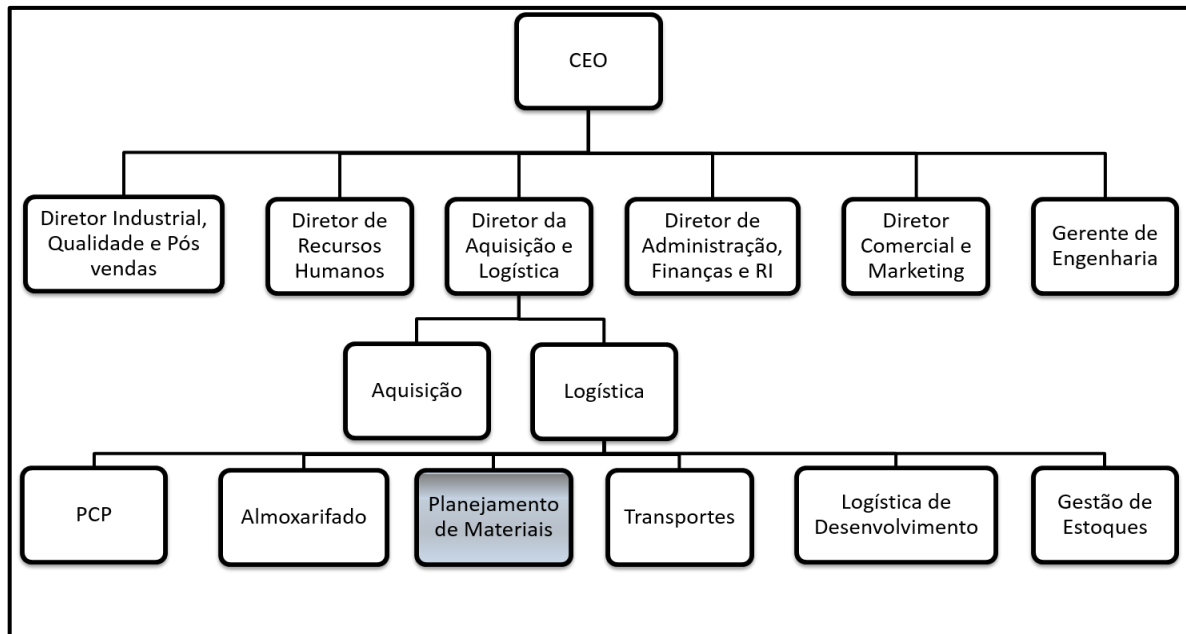 CEO
Diretor Industrial,
Qualidade e Pós
vendas
Diretor de
Recursos
Humanos
Diretor da
Aquisição e
Logística
Diretor de
Administração,
Finanças e RI
Diretor
Comercial e
Marketing
Gerente de
Engenharia
Aquisição
Logística
PCP
Almoxarifado
Planejamento
de Materiais
Transportes
Logística de
Desenvolvimento
Gestão de
Estoques